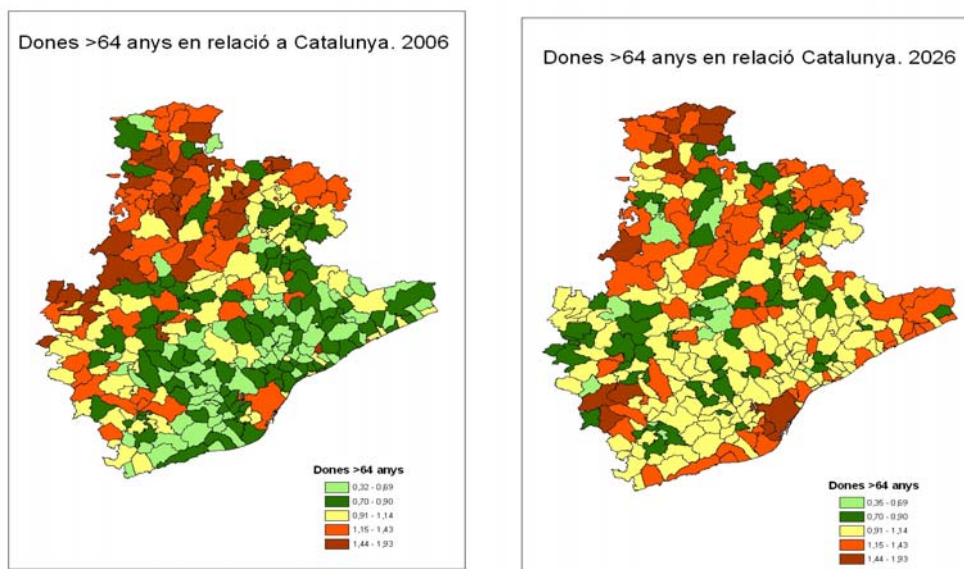 Dones >64 anys en relació a Catalunya. 2006
Dones >64 anys
0,32 - 0,69
0,70 - 0,90
0,91 - 1,14
1,15 - 1,43
1,44 - 1,93
Dones >64 anys en relació Catalunya. 2026
Dones >64 anys
0,35 - 0,69
0,70 - 0,90
0,91 - 1,14
1,15 - 1,43
1,44 - 1,93